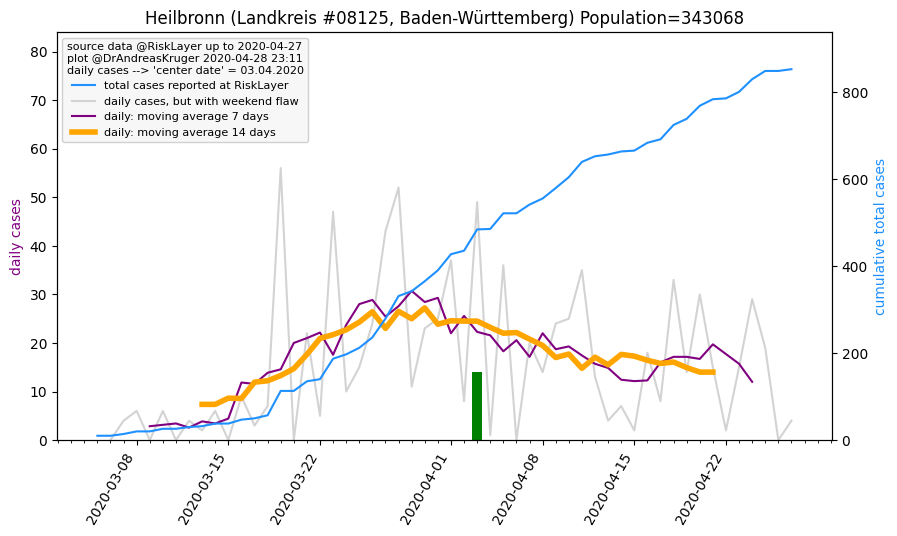 Heilbronn (Landkreis #08125, Baden-Württemberg) Population=343068
source data @RiskLayer up to 2020-04-27
plot @DrAndreasKruger 2020-04-28 23:11
daily cases --> 'center date' = 03.04.2020
total cases reported at RiskLayer
daily cases, but with weekend flaw
daily: moving average 7 days
daily: moving average 14 days
daily cases
80
70
60
50
40
30
20
10
0
800
600
400
200
0
cumulative total cases
2020-03-08
2020-03-15
2020-03-22
2020-04-01
2020-04-08
2020-04-15
2020-04-22